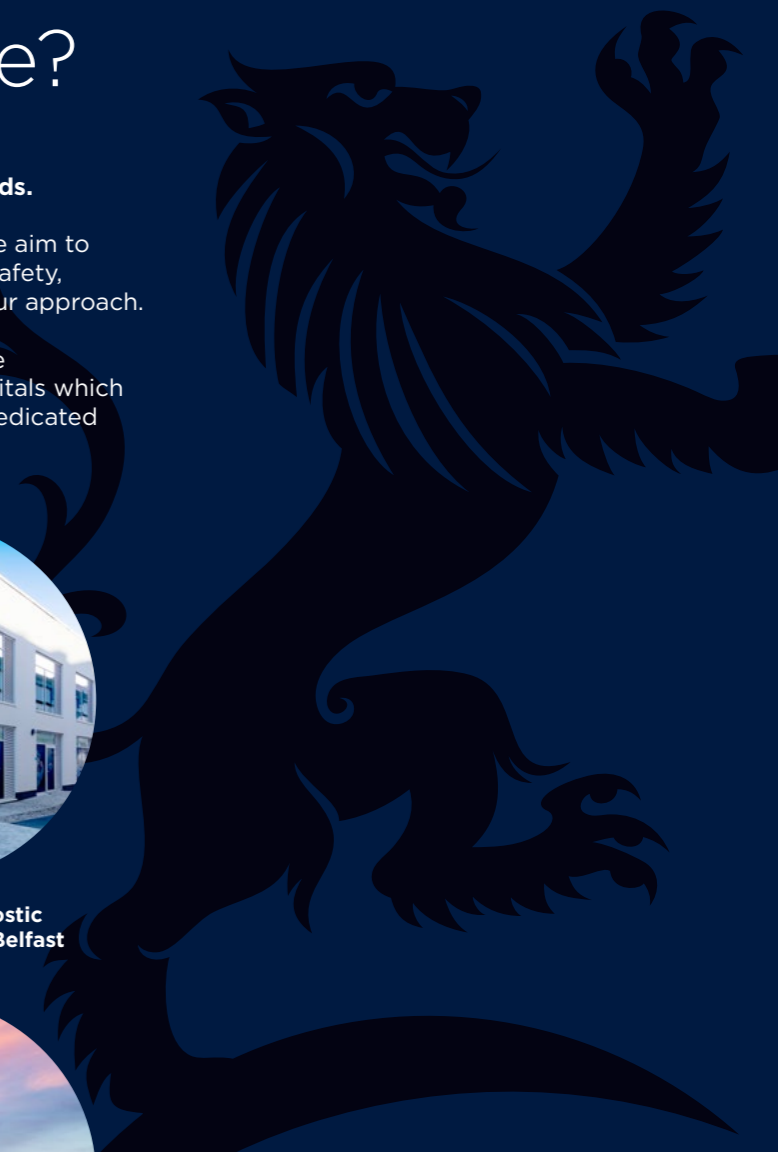 e?
ds.
e aim to
afety,
ur approach.
e
itals which
edicated
ostic
Belfast